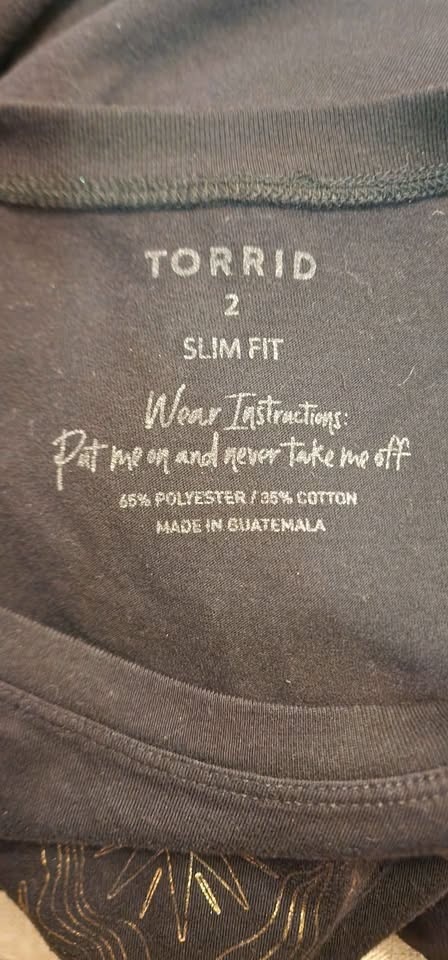 TORRID
2
SLIM FIT
Wear Instructions:
Put me on and never take me off
65% POLYESTER / 35% COTTON
MADE IN GUATEMALA